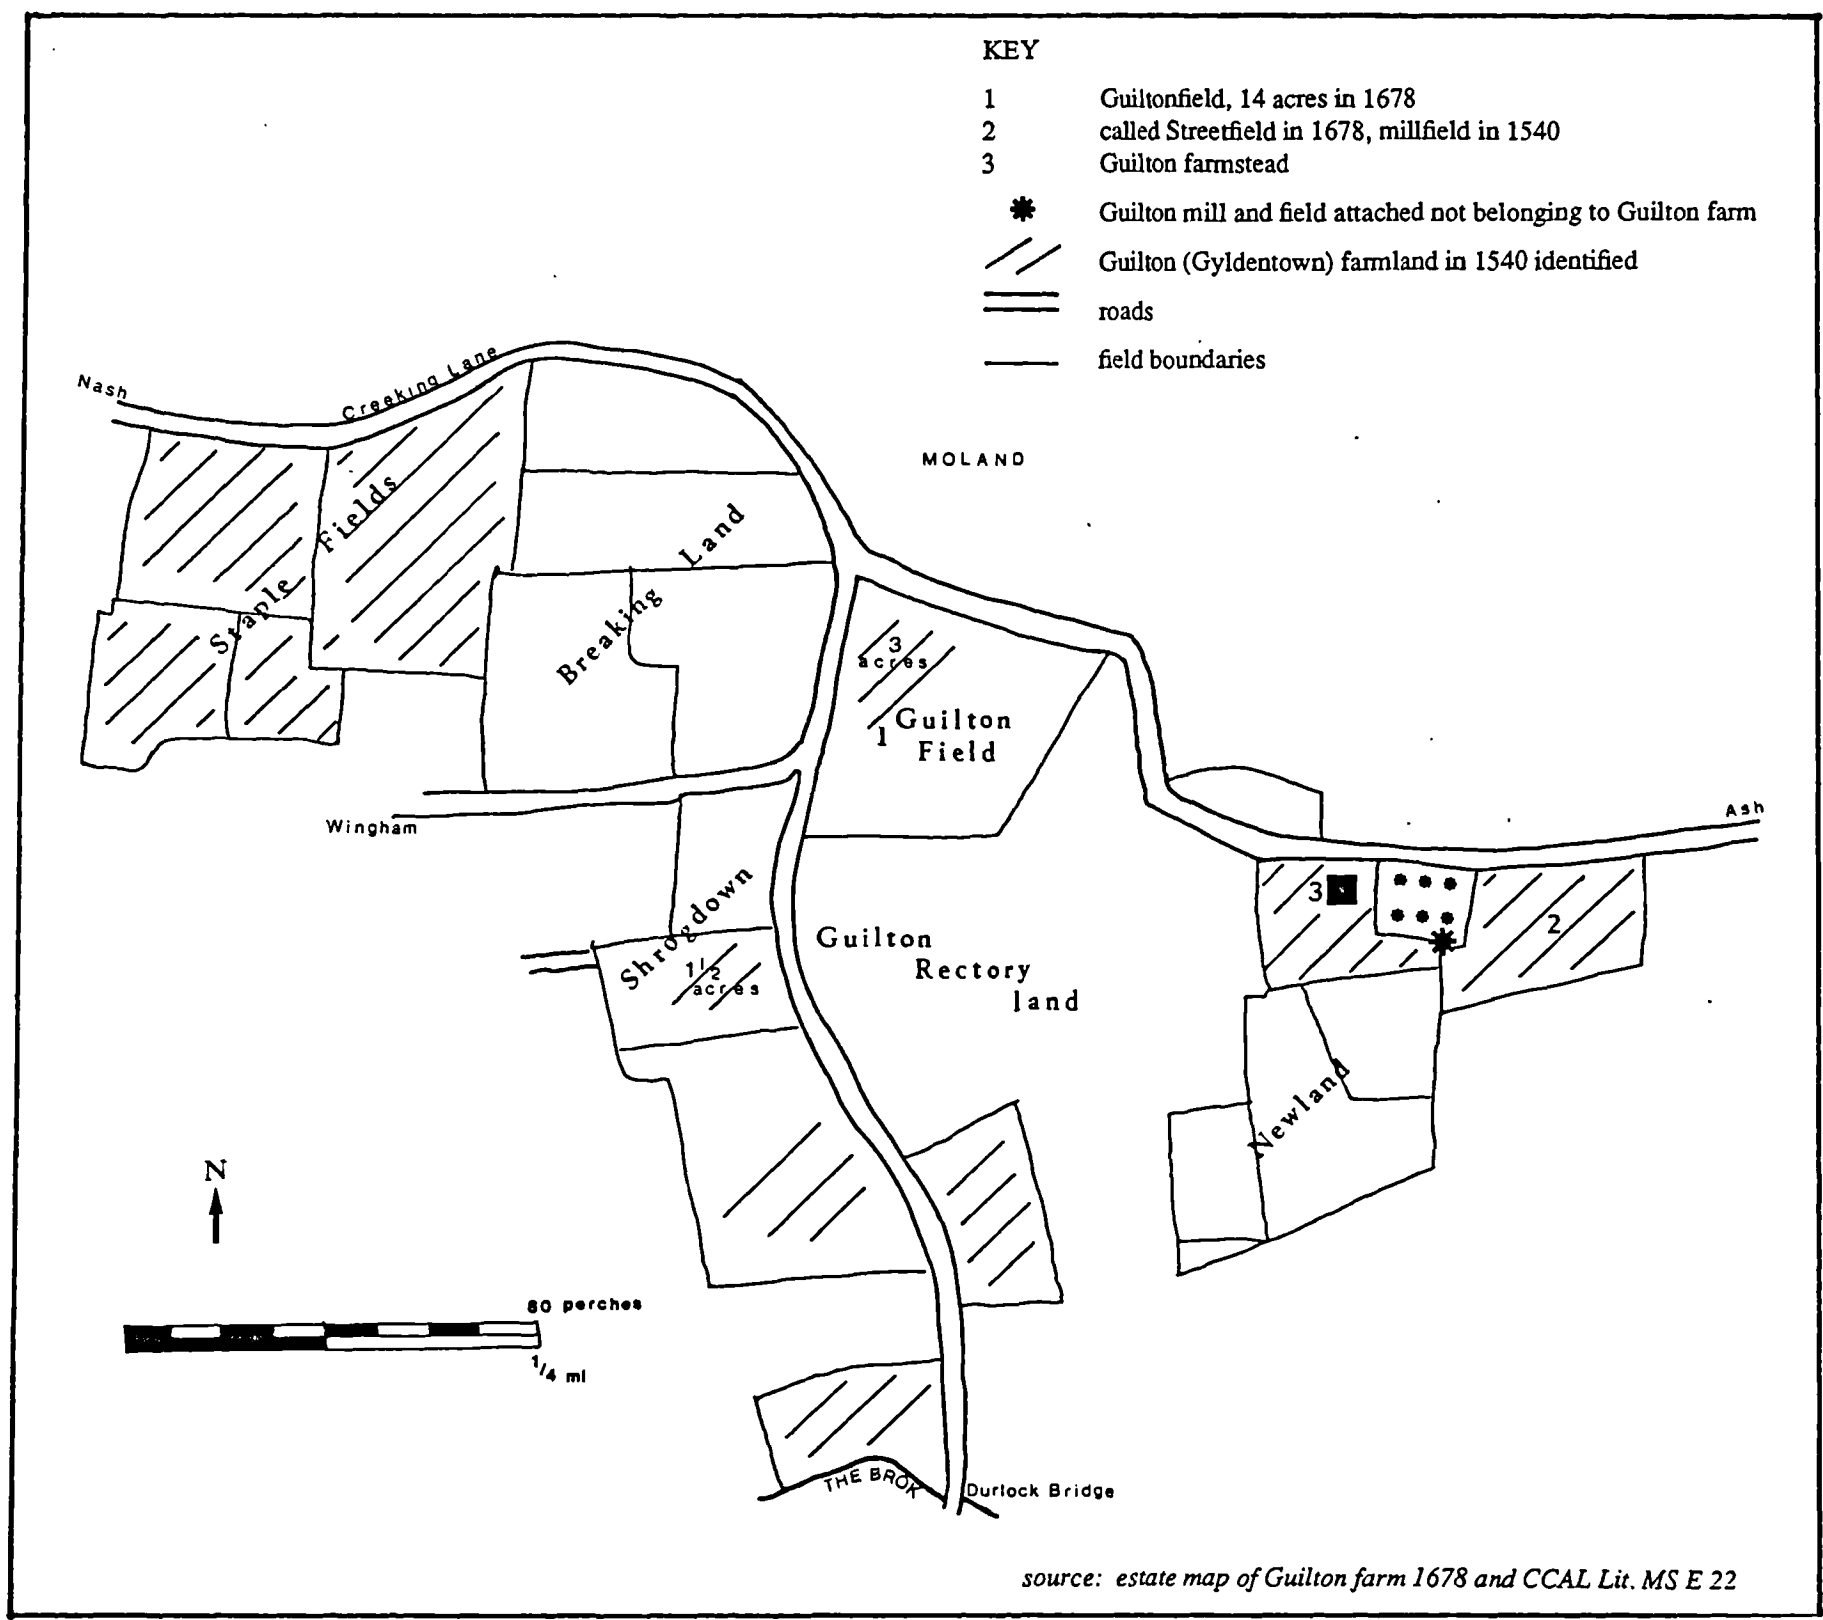 KEY
1 Guiltonfield, 14 acres in 1678
2 called Streetfield in 1678, millfield in 1540
3 Guilton farmstead
Guilton mill and field attached not belonging to Guilton farm
Guilton (Gyldentown) farmland in 1540 identified
roads
field boundaries
Nash
Creeking Lane
MOLAND
Staple Fields
Breaking Land
3
acres
1 Guilton
Field
Wingham
Ash
Shrogdown
1 1/2
acres
Guilton
Rectory
land
3
2
Newland
N
80 perches
1/4 ml
THE BROK
Durlock Bridge
source: estate map of Guilton farm 1678 and CCAL Lit. MS E 22